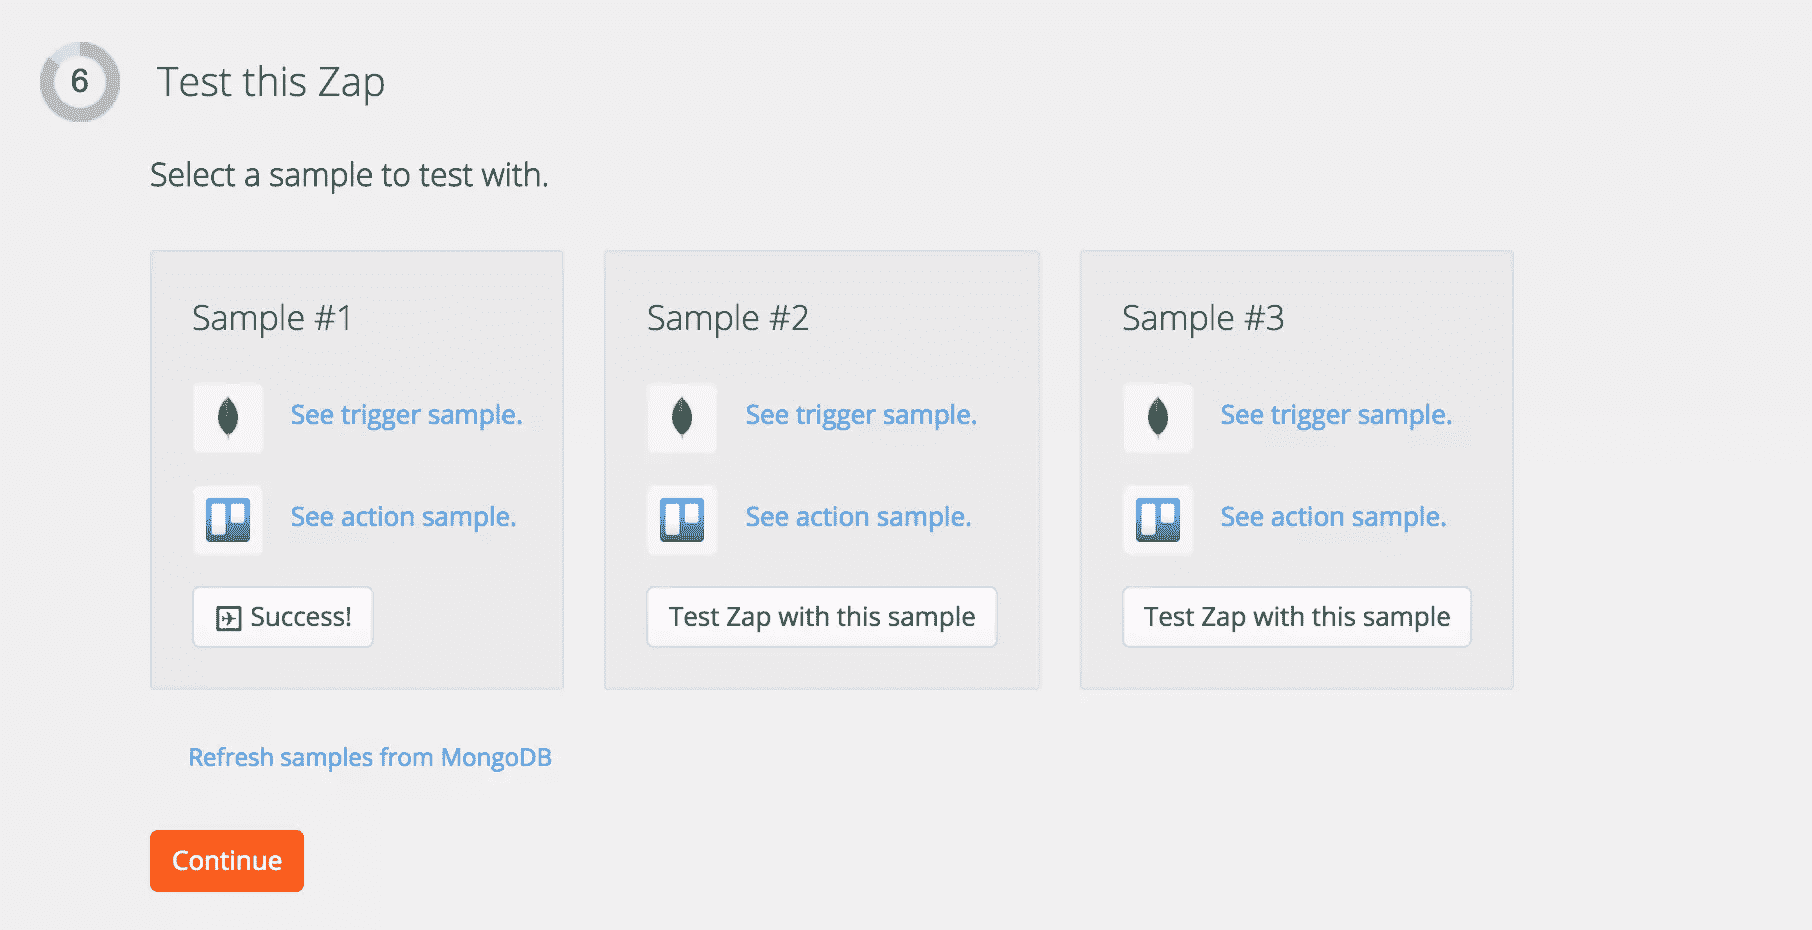 6
Test this Zap
Select a sample to test with.
Sample #1
See trigger sample.
See action sample.
Success!
Sample #2
See trigger sample.
See action sample.
Test Zap with this sample
Sample #3
See trigger sample.
See action sample.
Test Zap with this sample
Refresh samples from MongoDB
Continue